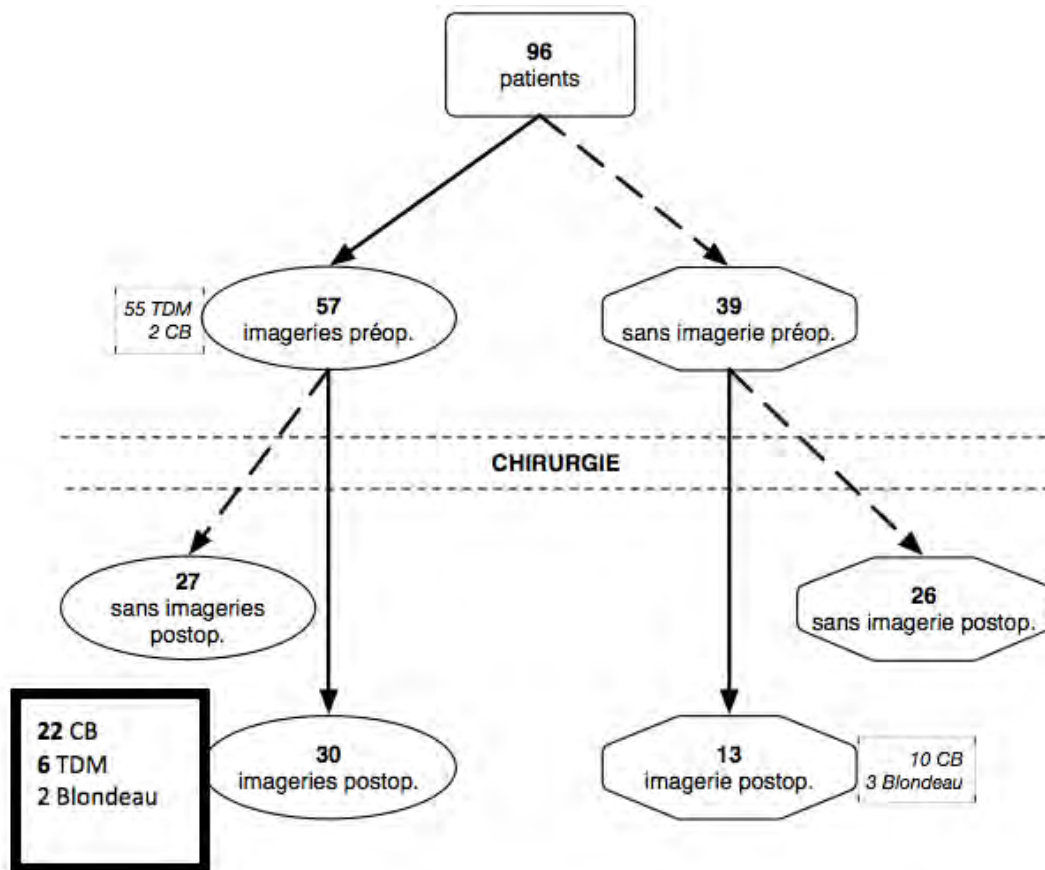 96
patients
55 TDM
2 CB
57
imageries préop.
39
sans imagerie préop.
CHIRURGIE
27
sans imageries
postop.
26
sans imagerie postop.
22 CB
6 TDM
2 Blondeau
30
imageries postop.
13
imagerie postop.
10 CB
3 Blondeau